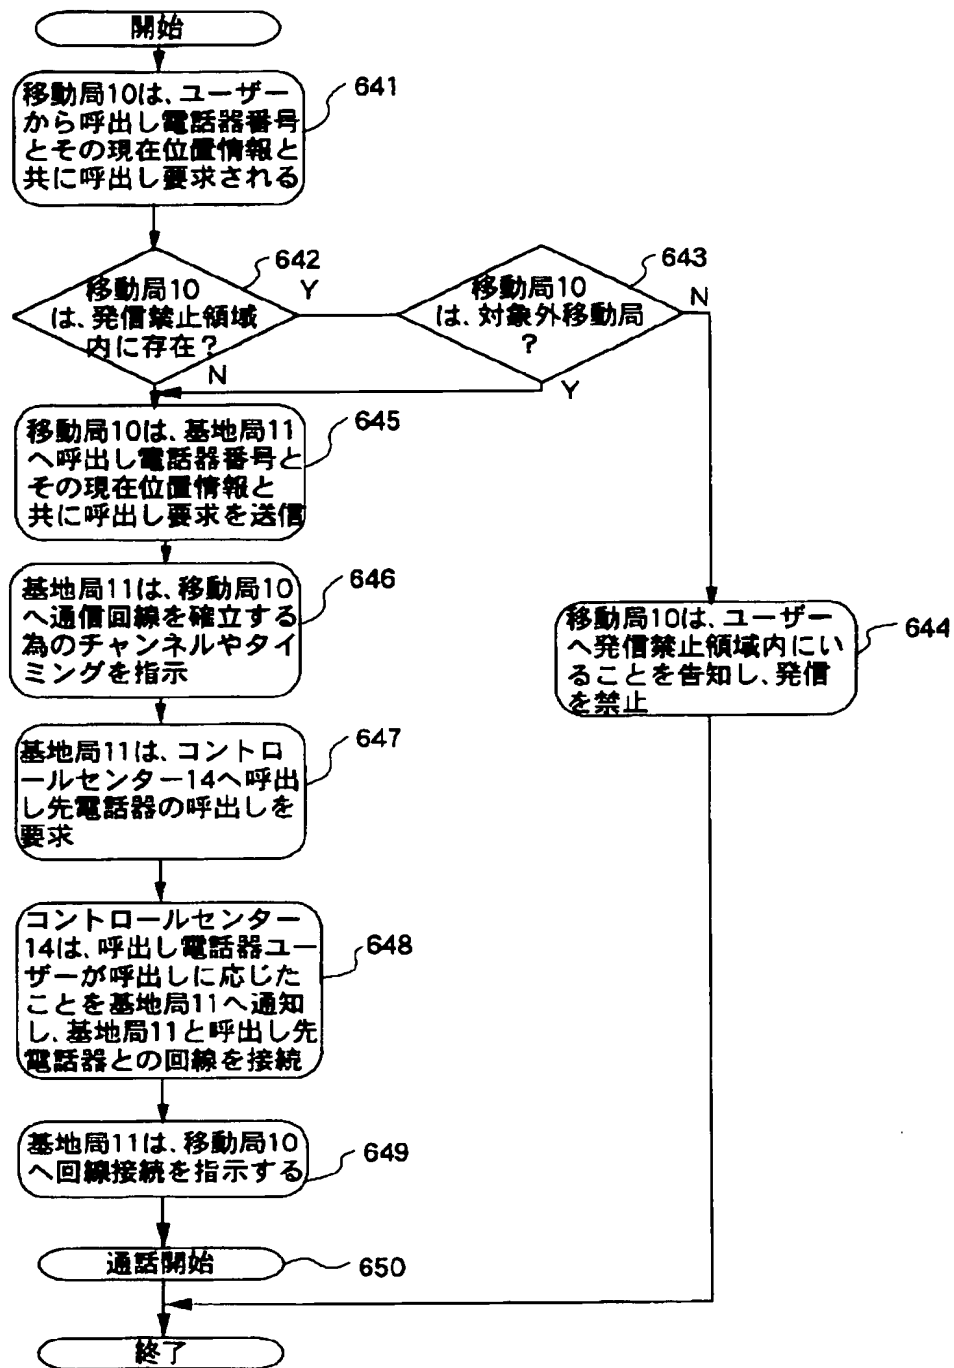 開始
移動局10は、ユーザー
から呼出し電話器番号
とその現在位置情報と
共に呼出し要求される
641
移動局10
は、発信禁止領域
内に存在?
642
Y
N
移動局10
は、対象外移動局
?
643
N
Y
移動局10は、基地局11
へ呼出し電話器番号と
その現在位置情報と
共に呼出し要求を送信
645
基地局11は、移動局10
へ通信回線を確立する
為のチャンネルやタイ
ミングを指示
646
移動局10は、ユーザー
へ発信禁止領域内にい
ることを告知し、発信
を禁止
644
基地局11は、コントロ
ールセンター14へ呼出
し先電話器の呼出しを
要求
647
コントロールセンター
14は、呼出し電話器ユー
ザーが呼出しに応じた
ことを基地局11へ通知
し、基地局11と呼出し先
電話器との回線を接続
648
基地局11は、移動局10
へ回線接続を指示する
649
通話開始
650
終了